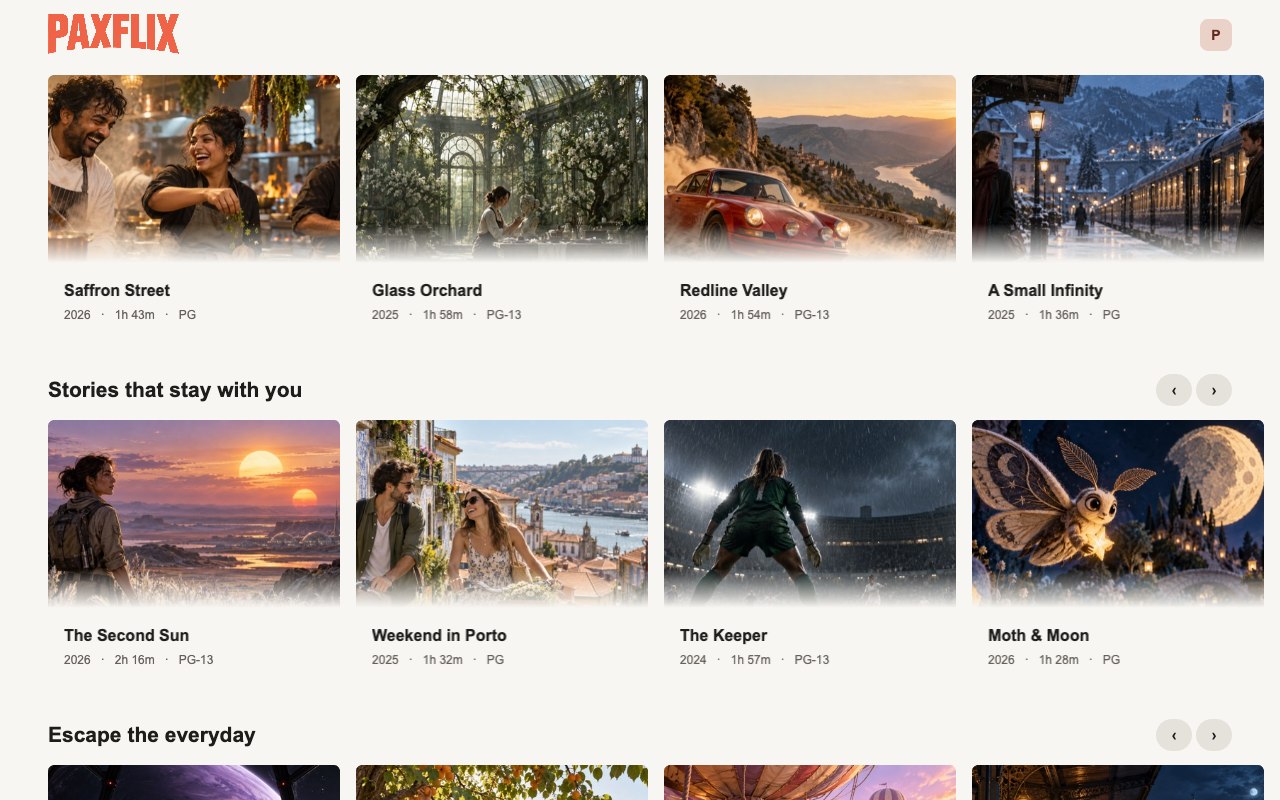 PAXFLIX
P
Saffron Street
2026 · 1h 43m · PG
Glass Orchard
2025 · 1h 58m · PG-13
Redline Valley
2026 · 1h 54m · PG-13
A Small Infinity
2025 · 1h 36m · PG
Stories that stay with you
‹ ›
The Second Sun
2026 · 2h 16m · PG-13
Weekend in Porto
2025 · 1h 32m · PG
The Keeper
2024 · 1h 57m · PG-13
Moth & Moon
2026 · 1h 28m · PG
Escape the everyday
‹ ›